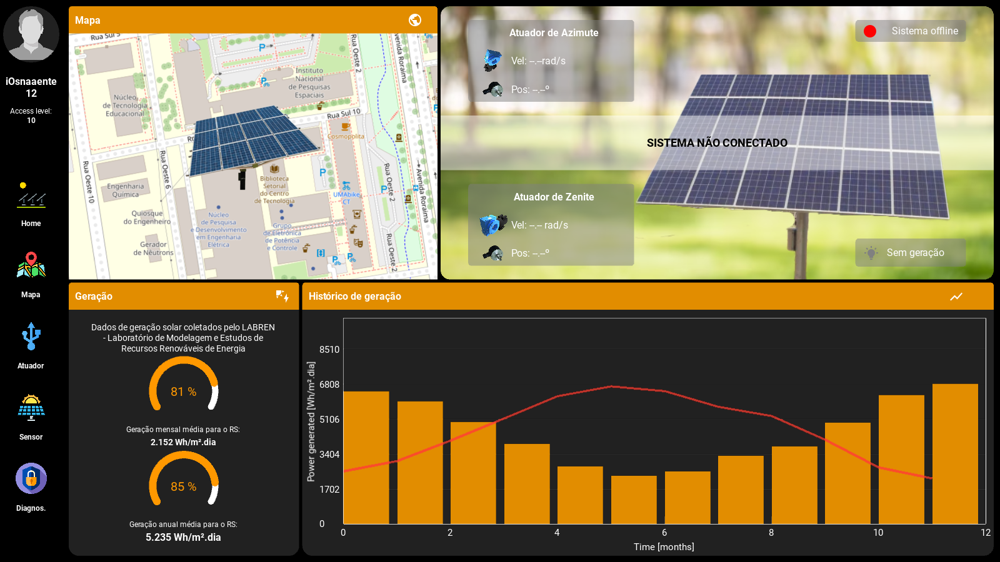 iOsnaaente
12
Access level:
10
Home
Mapa
Atuador
Sensor
Diagnos.
Mapa
Rua Sul 5
Rua Oeste 2
Avenida Roraima
P
P
Instituto
Nacional
de Pesquisas
Espaciais
Núcleo
de Tecnologia
Educacional
Rua Sul 10
Cosmopolita
Rua Oeste 10
Rua Oeste 6
Engenharia
Química
Biblioteca
Setorial
do Centro
de Tecnologia
P
P
UMAbike
CT
Rua Oeste 2
Avenida Roraima
Quiosque
do Engenheiro
Núcleo
de Pesquisa
e Desenvolvimento
em Engenharia
Elétrica
Grupo
de Eletrônica
de Potência
e Controle
Gerador
de Nêutrons
P
P
Rua Oeste 2
Atuador de Azimute
Vel: --.--rad/s
Pos: --.--º
Sistema offline
SISTEMA NÃO CONECTADO
Atuador de Zenite
Vel: --.-- rad/s
Pos: --.--º
Sem geração
Geração
Dados de geração solar coletados pelo LABREN
- Laboratório de Modelagem e Estudos de
Recursos Renováveis de Energia
81 %
Geração mensal média para o RS:
2.152 Wh/m².dia
85 %
Geração anual média para o RS:
5.235 Wh/m².dia
Histórico de geração
Power generated [Wh/m².dia]
8510
6808
5106
3404
1702
0
0 2 4 6 8 10 12
Time [months]